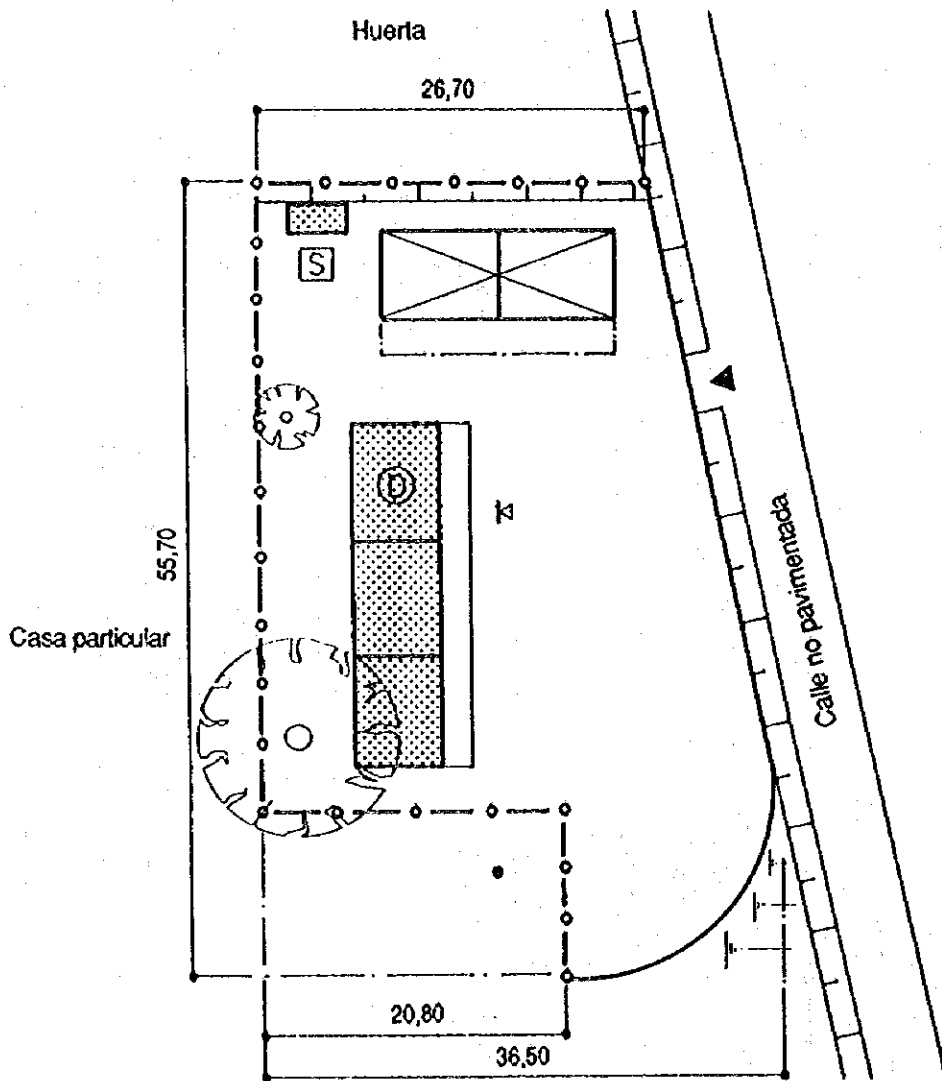 Huerta
26,70
S
D
55,70
Casa particular
Calle no pavimentada
20,80
36,50